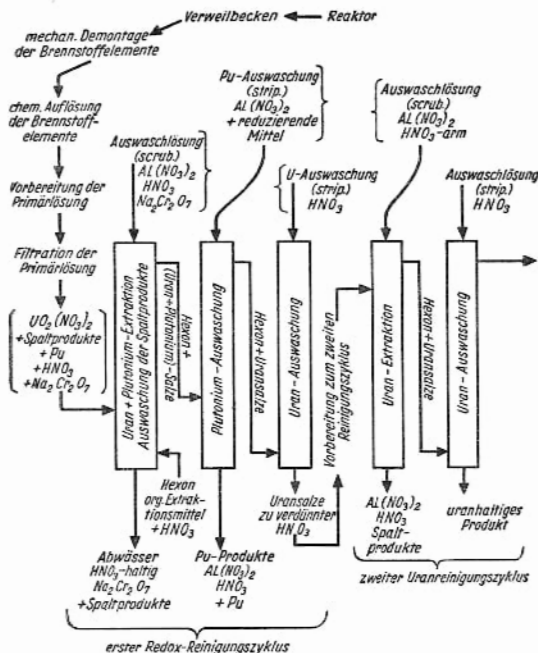 Verweilbecken
Reaktor
mechan. Demontage
der Brennstoffelemente
chem. Auflösung
der Brennstoff-
elemente
Vorbereitung der
Primärlösung
Filtration der
Primärlösung
UO₂(NO₃)₂
+Spaltprodukte
+ Pu
+ HNO₃
+Na₂Cr₂O₇
Auswaschlösung
(scrub.)
AL(NO₃)₂
HNO₃
Na₂Cr₂O₇
Pu-Auswaschung
(strip.)
AL(NO₃)₂
+reduzierende
Mittel
U-Auswaschung
(strip.)
HNO₃
Auswaschlösung
(scrub.)
AL(NO₃)₂
HNO₃-arm
Auswaschlösung
(strip.)
HNO₃
Uran+Plutonium-Extraktion
Auswaschung der Spaltprodukte
Hexon+
(Uran+Plutonium)-Salze
Plutonium-Auswaschung
Hexon+Uransalze
Uran-Auswaschung
Vorbereitung zum zweiten
Reinigungszyklus
Uran-Extraktion
Hexon+Uransalze
Uran-Auswaschung
Hexon
org.Extrak-
tionsmittel
+HNO₃
Abwässer
HNO₃-haltig
Na₂Cr₂O₇
+Spaltprodukte
Pu-Produkte
AL(NO₃)₂
HNO₃
+ Pu
Uransalze
zu verdünnter
HN₂O₃
AL(NO₃)₂
HNO₃
Spalt-
produkte
uranhaltiges
Produkt
zweiter Uranreinigungszyklus
erster Redox-Reinigungszyklus